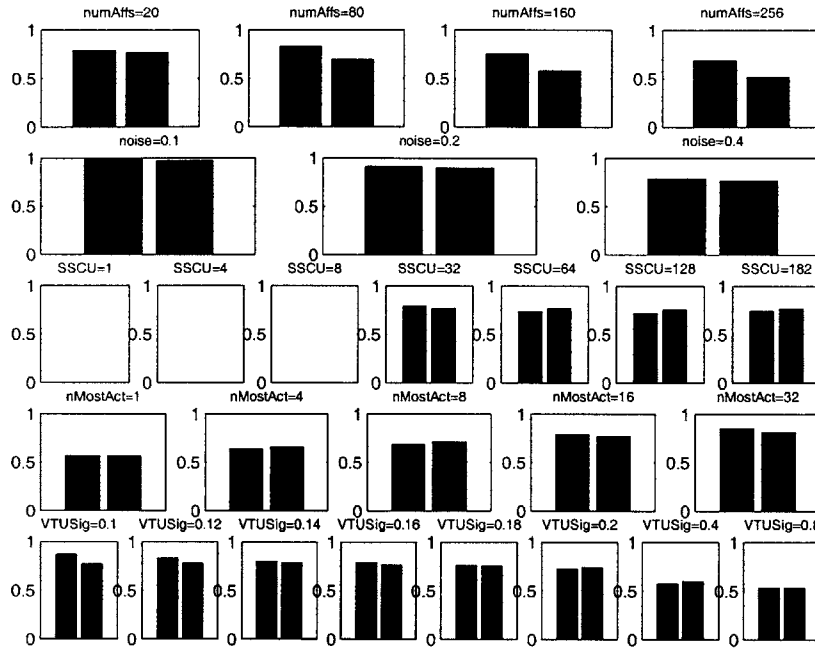 numAffs=20 numAffs=80 numAffs=160 numAffs=256
1 1 1 1
0.5 0.5 0.5 0.5
0 0 0 0
noise=0.1 noise=0.2 noise=0.4
1 1 1
0.5 0.5 0.5
0 0 0
SSCU=1 SSCU=4 SSCU=8 SSCU=32 SSCU=64 SSCU=128 SSCU=182
1 1 1 1 1 1 1
0.5 0.5 0.5 0.5 0.5 0.5 0.5
0 0 0 0 0 0 0
nMostAct=1 nMostAct=4 nMostAct=8 nMostAct=16 nMostAct=32
1 1 1 1 1
0.5 0.5 0.5 0.5 0.5
0 0 0 0 0
VTUSig=0.1 VTUSig=0.12 VTUSig=0.14 VTUSig=0.16 VTUSig=0.18 VTUSig=0.2 VTUSig=0.4 VTUSig=0.8
1 1 1 1 1 1 1 1
0.5 0.5 0.5 0.5 0.5 0.5 0.5 0.5
0 0 0 0 0 0 0 0